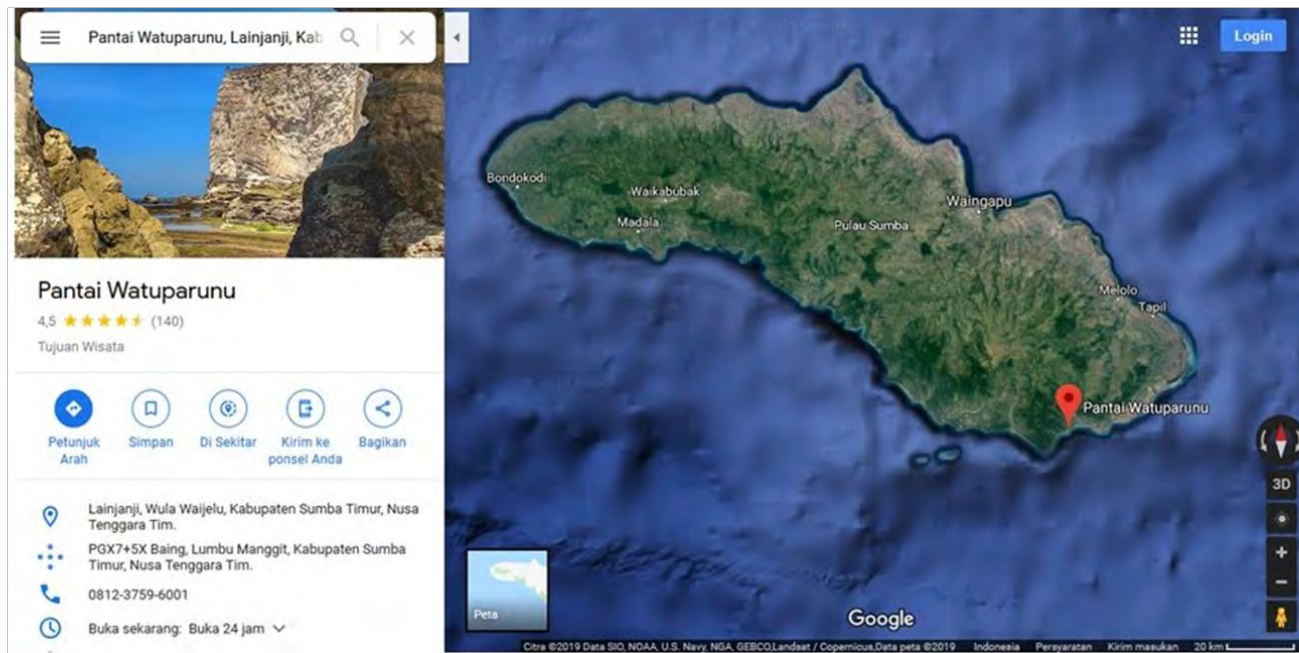 Pantai Watuparunu, Lainjanji, Kab
Pantai Watuparunu
4,5
(140)
Tujuan Wisata
Petunjuk
Arah
Simpan
Di Sekitar
Kirim ke
ponsel Anda
Bagikan
Lainjanji, Wula Waijelu, Kabupaten Sumba Timur, Nusa
Tenggara Tim.
PGX7+5X Baing, Lumbu Manggit, Kabupaten Sumba
Timur, Nusa Tenggara Tim.
0812-3759-6001
Buka sekarang: Buka 24 jam
Login
Bondokodi
Waikabubak
Madala
Pulau Sumba
Waingapu
Melolo
Tapil
Pantai Watuparunu
3D
Peta
Google
Citra ©2019 Data SIO, NOAA, U.S. Navy, NGA, GEBCO,Landsat / Copernicus,Data peta ©2019 Indonesia Persyaratan Kirim masukan 20 km